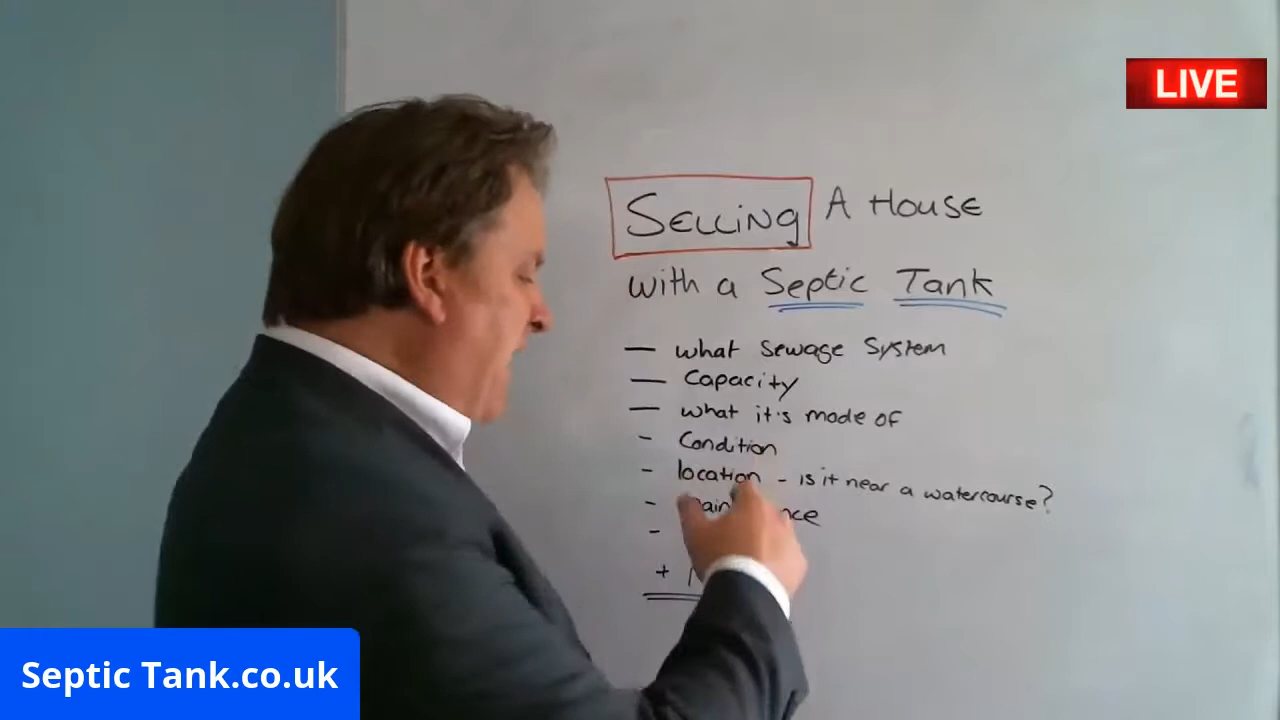 LIVE
SELLING A HOUSE
with a Septic Tank
— what Sewage System
— Capacity
— what it's made of
- Condition
- location - is it near a watercourse?
-
-
+
Septic Tank.co.uk